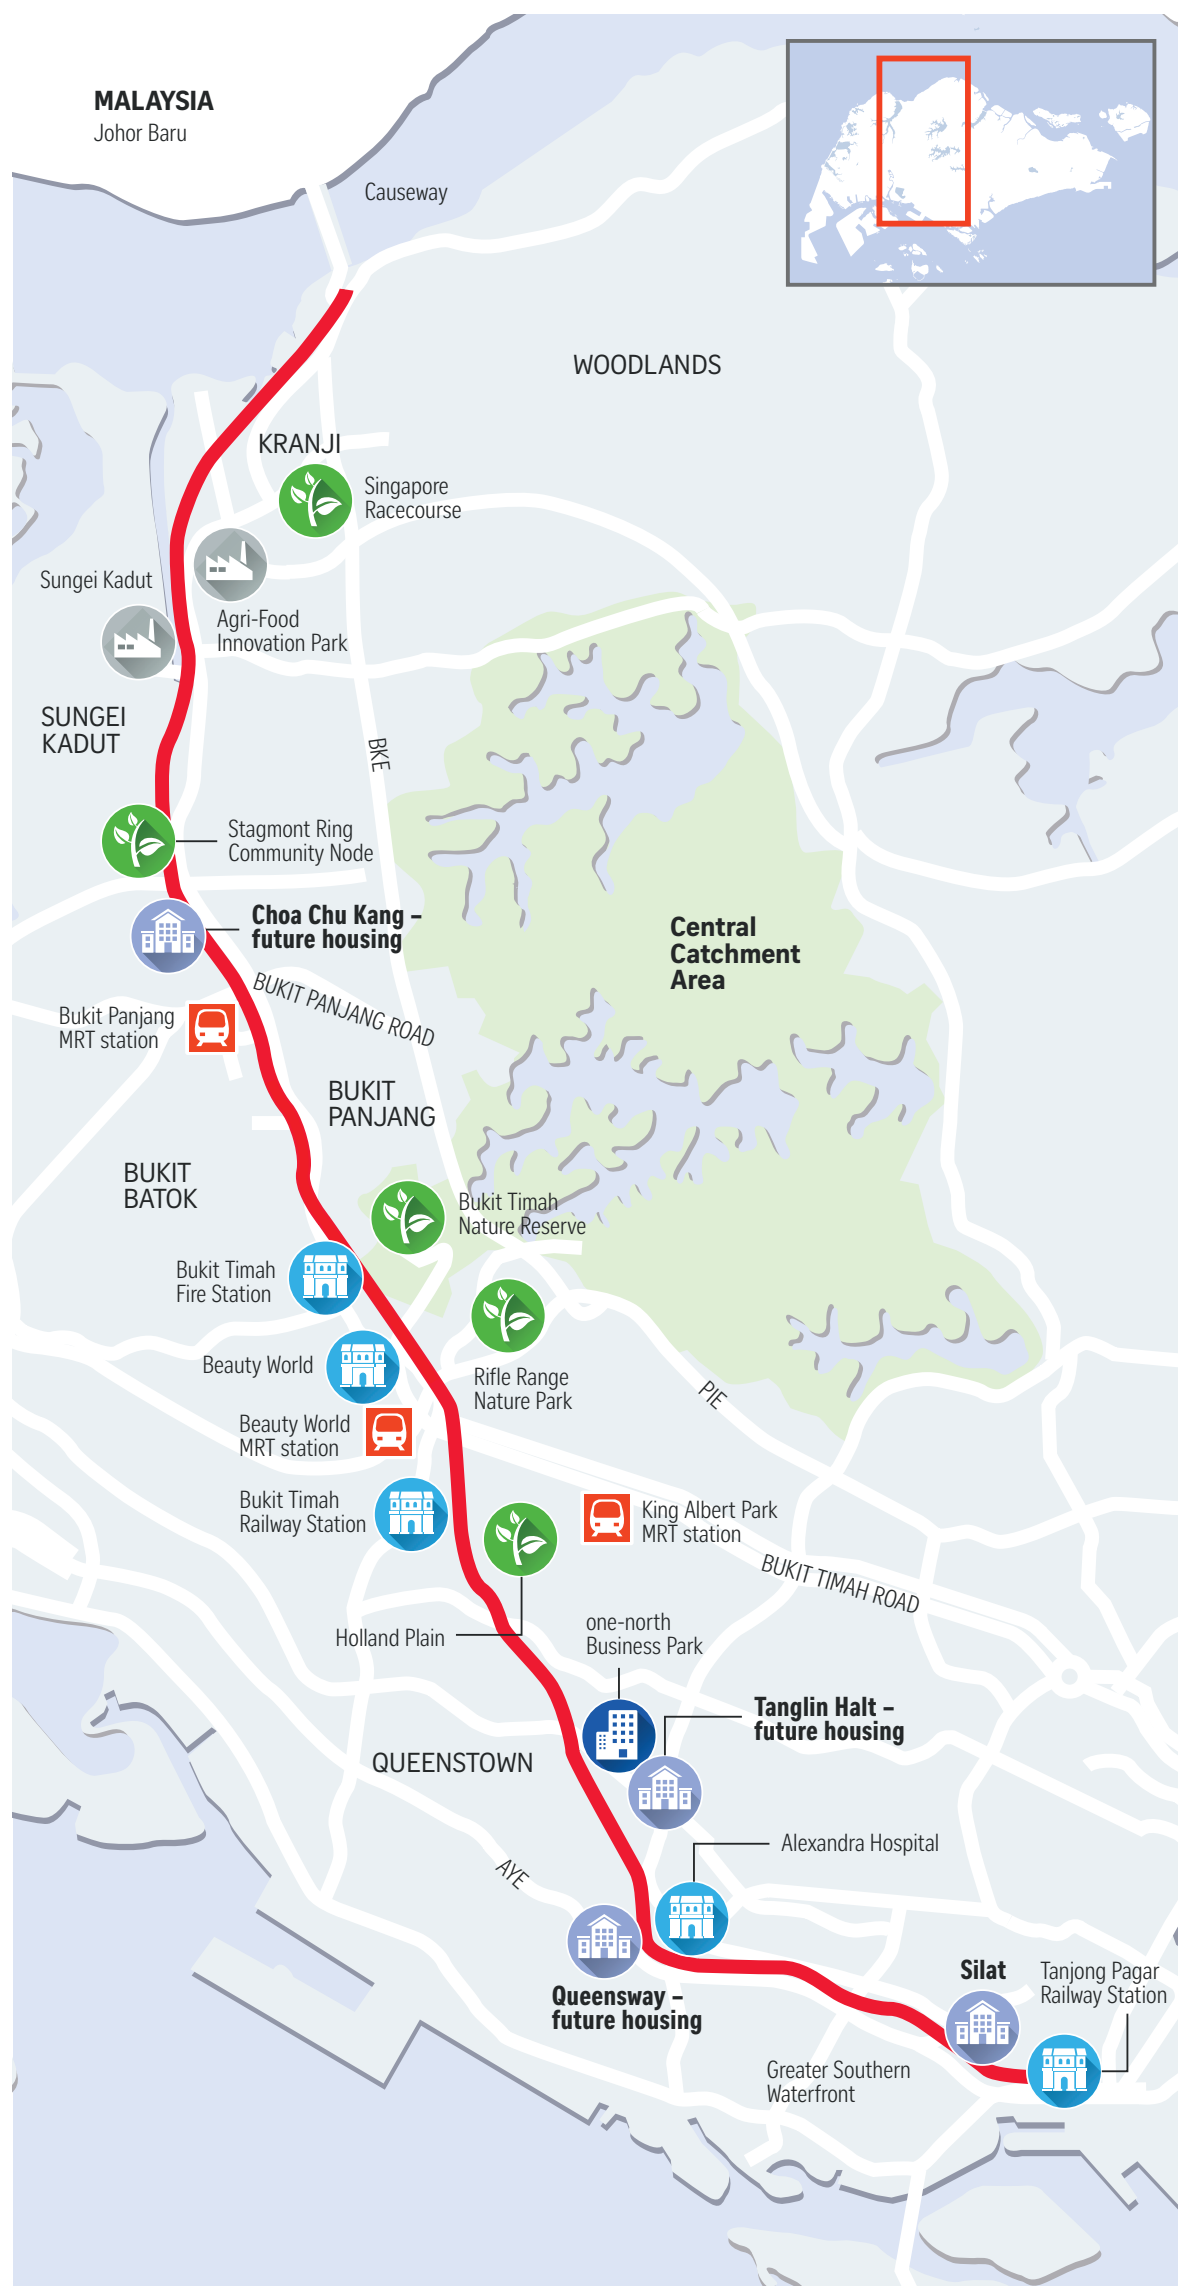 MALAYSIA
Johor Baru
Causeway
WOODLANDS
KRANJI
Singapore
Racecourse
Sungei Kadut
Agri-Food
Innovation Park
SUNGEI
KADUT
BKE
Stagmont Ring
Community Node
Choa Chu Kang –
future housing
Central
Catchment
Area
BUKIT PANJANG ROAD
Bukit Panjang
MRT station
BUKIT
PANJANG
BUKIT
BATOK
Bukit Timah
Nature Reserve
Bukit Timah
Fire Station
Beauty World
Rifle Range
Nature Park
PIE
Beauty World
MRT station
Bukit Timah
Railway Station
King Albert Park
MRT station
BUKIT TIMAH ROAD
Holland Plain
one-north
Business Park
Tanglin Halt –
future housing
QUEENSTOWN
Alexandra Hospital
AYE
Queensway –
future housing
Silat
Tanjong Pagar
Railway Station
Greater Southern
Waterfront